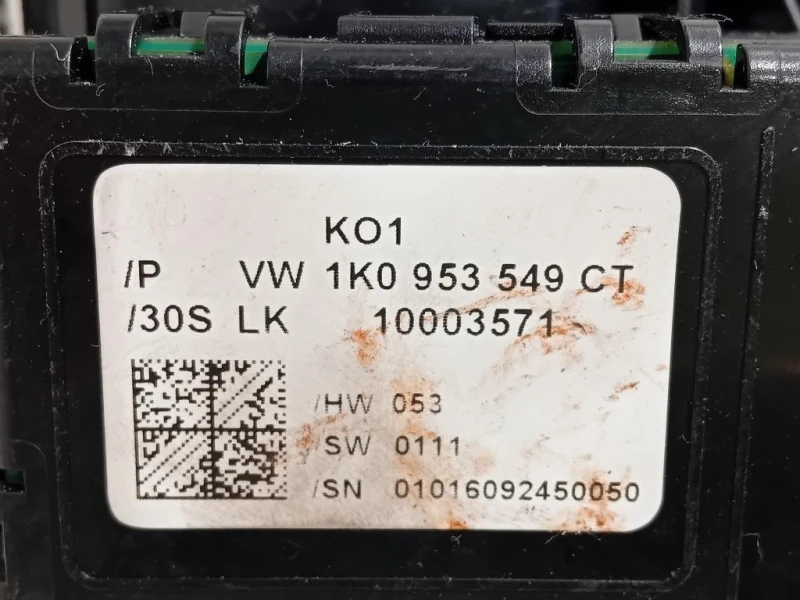 KO1
/P VW 1K0 953 549 CT
/30S LK 10003571
/HW 053
/SW 0111
/SN 01016092450050